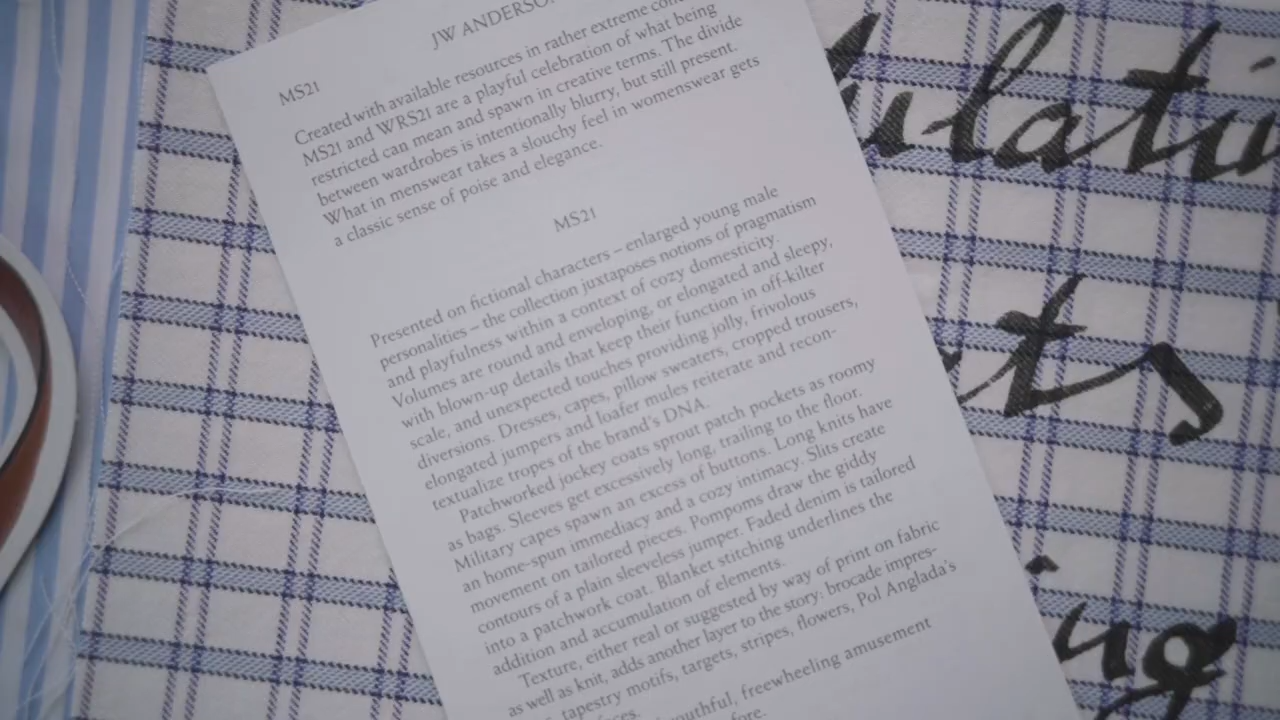 JW ANDERSO
MS21
Created with available resources in rather extreme
MS21 and WRS21 are a playful celebration of what being
restricted can mean and spawn in creative terms. The divide
between wardrobes is intentionally blurry, but still present.
What in menswear takes a slouchy feel in womenswear gets
a classic sense of poise and elegance.
MS21
Presented on fictional characters – enlarged young male
personalities – the collection juxtaposes notions of pragmatism
and playfulness within a context of cozy domesticity.
Volumes are round and enveloping, or elongated and sleepy,
with blown-up details that keep their function in off-kilter
scale, and unexpected touches providing jolly, frivolous
diversions. Dresses, capes, pillow sweaters, cropped trousers,
elongated jumpers and loafer mules reiterate and recon-
textualize tropes of the brand's DNA.
Patchworked jockey coats sprout patch pockets as roomy
as bags. Sleeves get excessively long, trailing to the floor.
Military capes spawn an excess of buttons. Long knits have
an home-spun immediacy and a cozy intimacy. Slits create
movement on tailored pieces. Pompoms draw the giddy
contours of a plain sleeveless jumper. Faded denim is tailored
into a patchwork coat. Blanket stitching underlines the
addition and accumulation of elements.
Texture, either real or suggested by way of print on fabric
as well as knit, adds another layer to the story: brocade impres-
tapestry motifs, targets, stripes, flowers, Pol Anglada's
youthful, freewheeling amusement
ulati
ts
ing